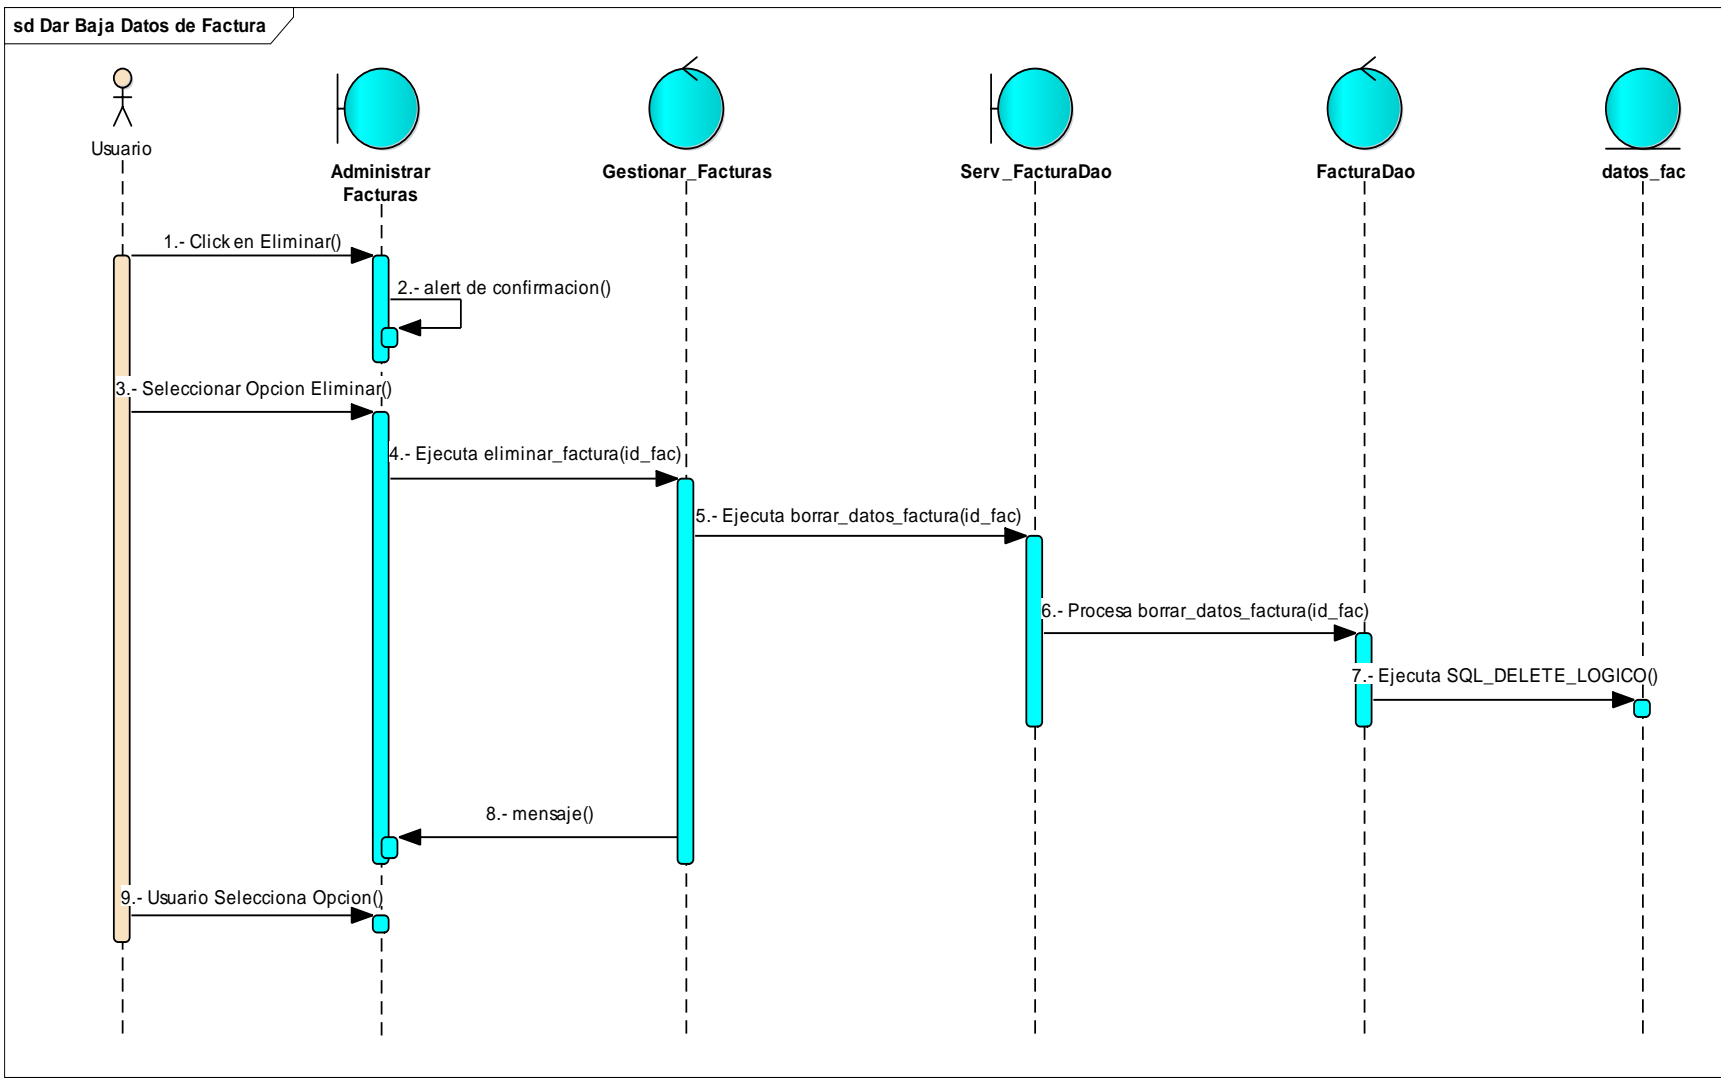 sd Dar Baja Datos de Factura
Usuario
Administrar
Facturas
Gestionar_Facturas
Serv_FacturaDao
FacturaDao
datos_fac
1.- Click en Eliminar()
2.- alert de confirmacion()
3.- Seleccionar Opcion Eliminar()
4.- Ejecuta eliminar_factura(id_fac)
5.- Ejecuta borrar_datos_factura(id_fac)
6.- Procesa borrar_datos_factura(id_fac)
7.- Ejecuta SQL_DELETE_LOGICO()
8.- mensaje()
9.- Usuario Selecciona Opcion()